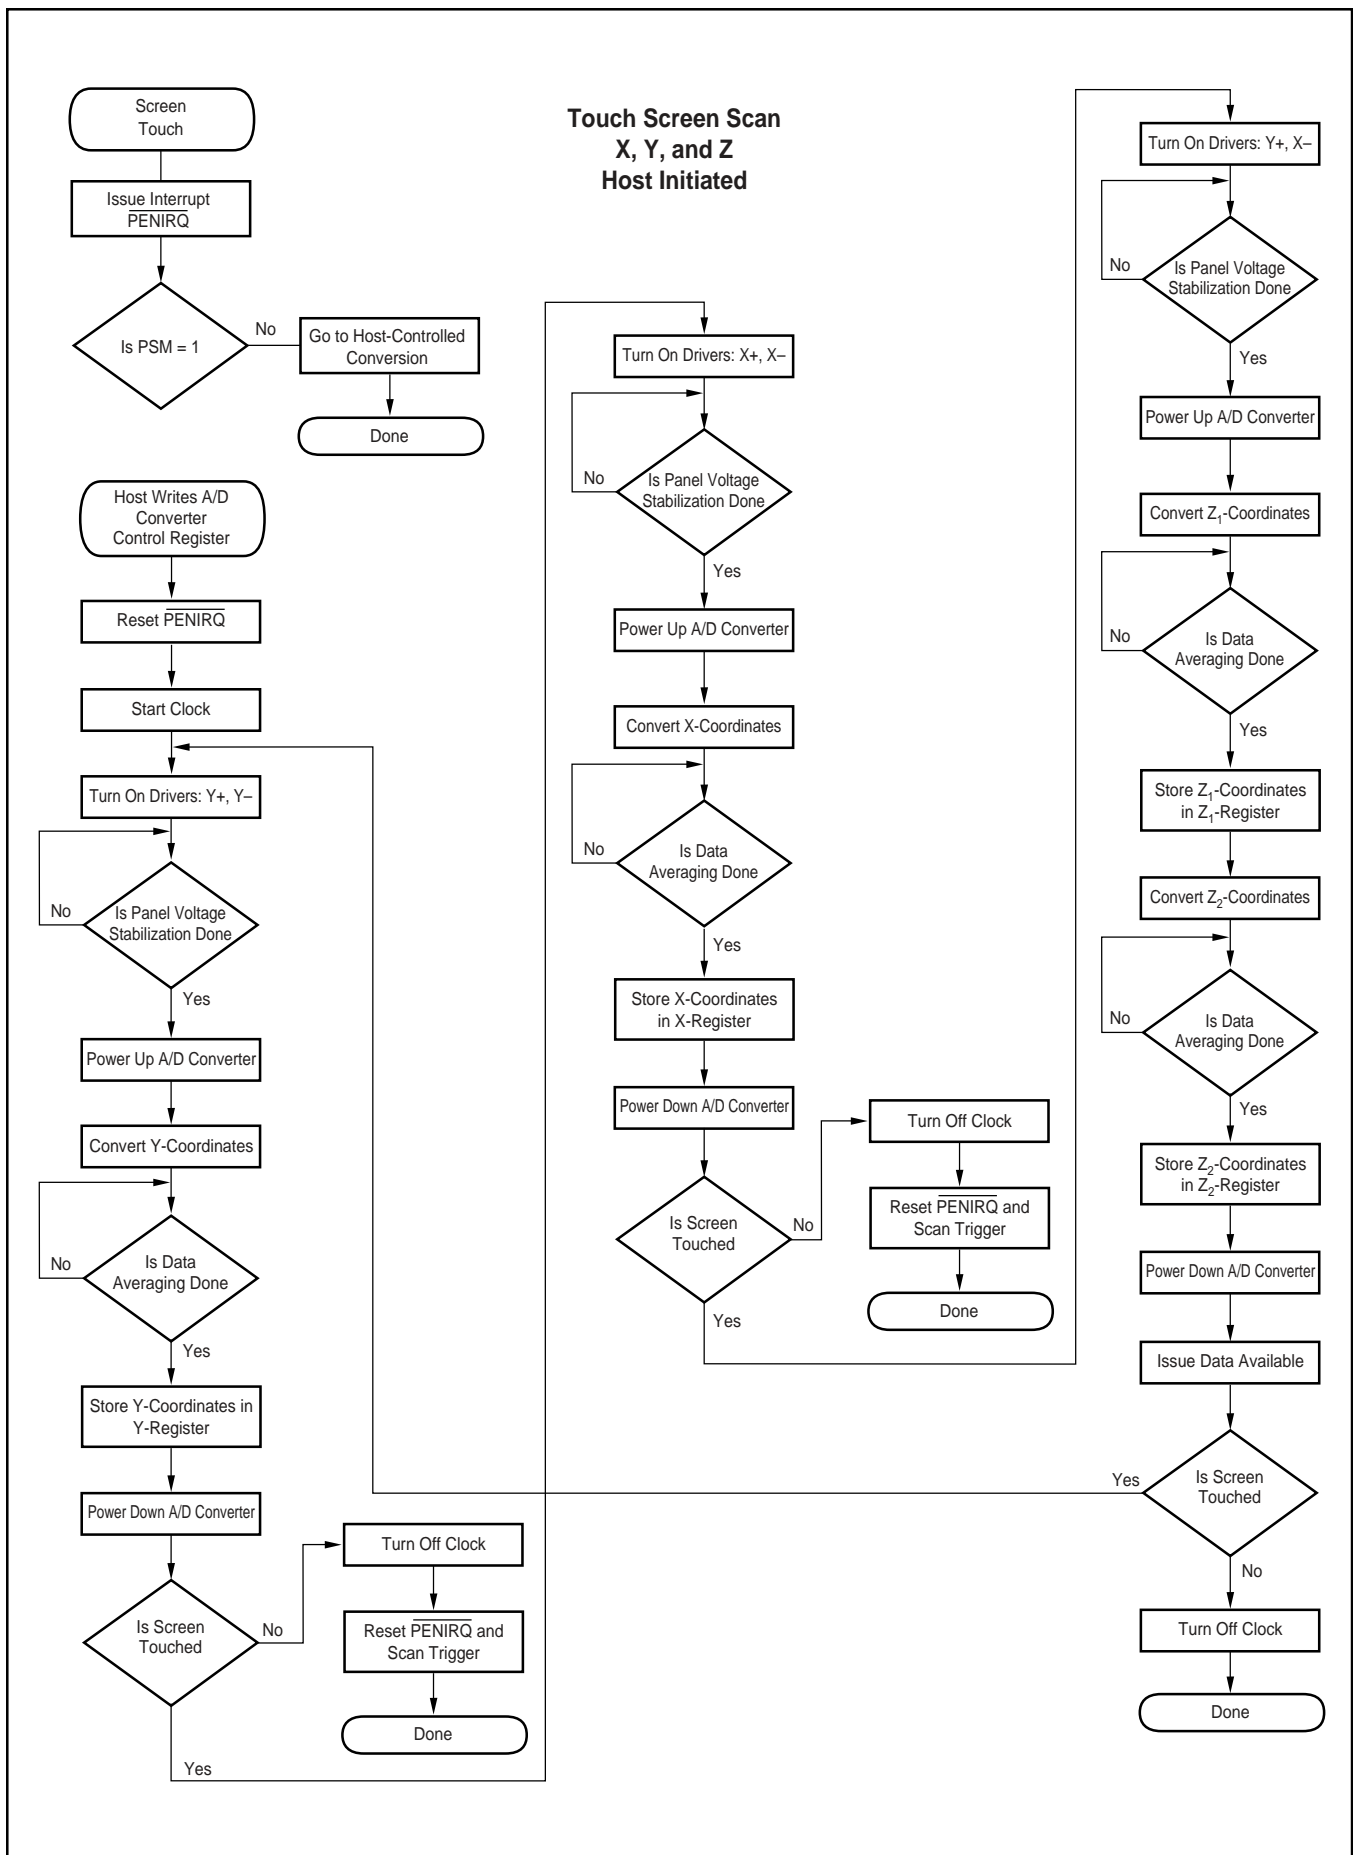 Touch Screen Scan
X, Y, and Z
Host Initiated
Screen
Touch
Issue Interrupt
PENIRQ
Is PSM = 1
No
Go to Host-Controlled
Conversion
Done
Host Writes A/D
Converter
Control Register
Reset PENIRQ
Start Clock
Turn On Drivers: Y+, Y–
Is Panel Voltage
Stabilization Done
No
Yes
Power Up A/D Converter
Convert Y-Coordinates
Is Data
Averaging Done
No
Yes
Store Y-Coordinates in
Y-Register
Power Down A/D Converter
Is Screen
Touched
No
Turn Off Clock
Reset PENIRQ and
Scan Trigger
Done
Yes
Turn On Drivers: X+, X–
Is Panel Voltage
Stabilization Done
No
Yes
Power Up A/D Converter
Convert X-Coordinates
Is Data
Averaging Done
No
Yes
Store X-Coordinates
in X-Register
Power Down A/D Converter
Is Screen
Touched
No
Turn Off Clock
Reset PENIRQ and
Scan Trigger
Done
Yes
Turn On Drivers: Y+, X–
Is Panel Voltage
Stabilization Done
No
Yes
Power Up A/D Converter
Convert Z1-Coordinates
Is Data
Averaging Done
No
Yes
Store Z1-Coordinates
in Z1-Register
Convert Z2-Coordinates
Is Data
Averaging Done
No
Yes
Store Z2-Coordinates
in Z2-Register
Power Down A/D Converter
Issue Data Available
Is Screen
Touched
Yes
No
Turn Off Clock
Done